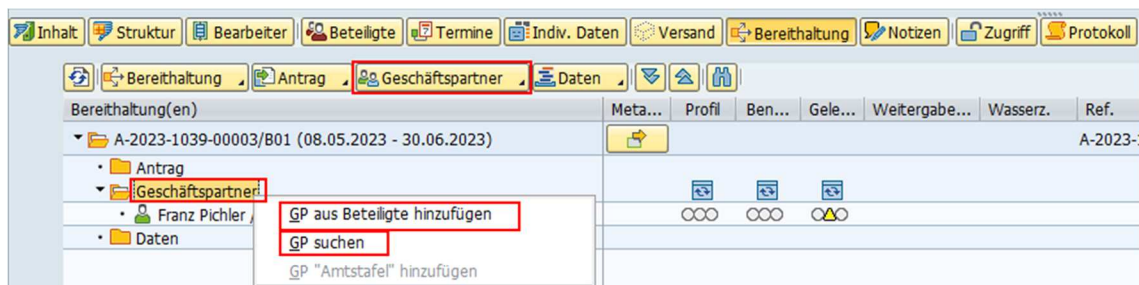 Inhalt Struktur Bearbeiter Beteiligte Termine Indiv. Daten Versand Bereithaltung Notizen Zugriff Protokoll
Bereithaltung Antrag Geschäftspartner Daten
Bereithaltung(en) Meta... Profil Ben... Gele... Weitergabe... Wasserz. Ref.
A-2023-1039-00003/B01 (08.05.2023 - 30.06.2023) A-2023-
Antrag
Geschäftspartner
Franz Pichler /
GP aus Beteiligte hinzufügen
Daten
GP suchen
GP "Amtstafel" hinzufügen